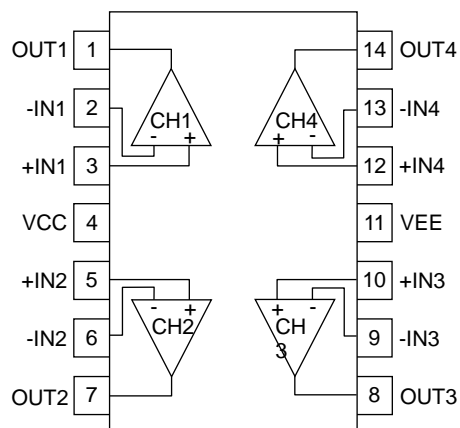 OUT1 1 14 OUT4
-IN1 2 13 -IN4
CH1 CH4
- + + -
+IN1 3 12 +IN4
VCC 4 11 VEE
+IN2 5 10 +IN3
- + + -
CH2 CH
3
-IN2 6 9 -IN3
OUT2 7 8 OUT3